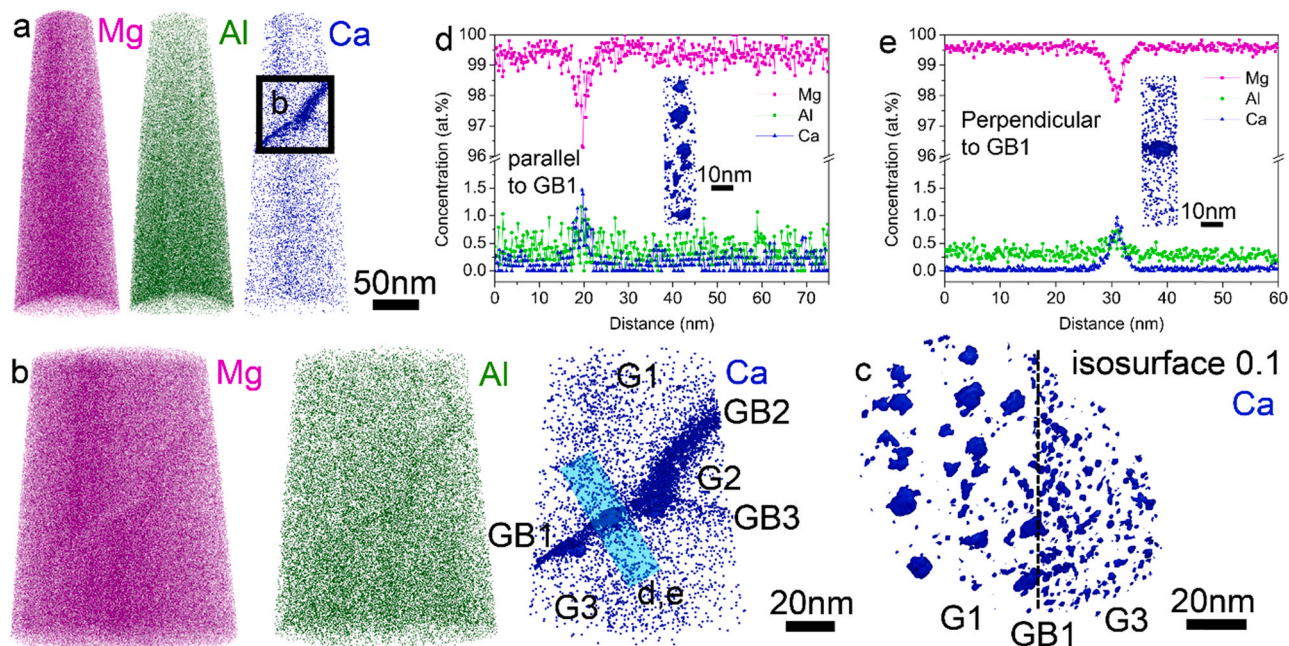 a
Mg
Al
Ca
b
50nm
d
Concentration (at.%)
100
99
98
97
96
1.5
1.0
0.5
0.0
Mg
Al
Ca
parallel
to GB1
10nm
0 10 20 30 40 50 60 70
Distance (nm)
e
Concentration (at.%)
100
99
98
97
96
1.5
1.0
0.5
0.0
Mg
Al
Ca
Perpendicular
to GB1
10nm
0 10 20 30 40 50 60
Distance (nm)
b
Mg
Al
Ca
G1
GB2
G2
GB3
GB1
d,e
G3
20nm
c
isosurface 0.1
Ca
G1
GB1
G3
20nm